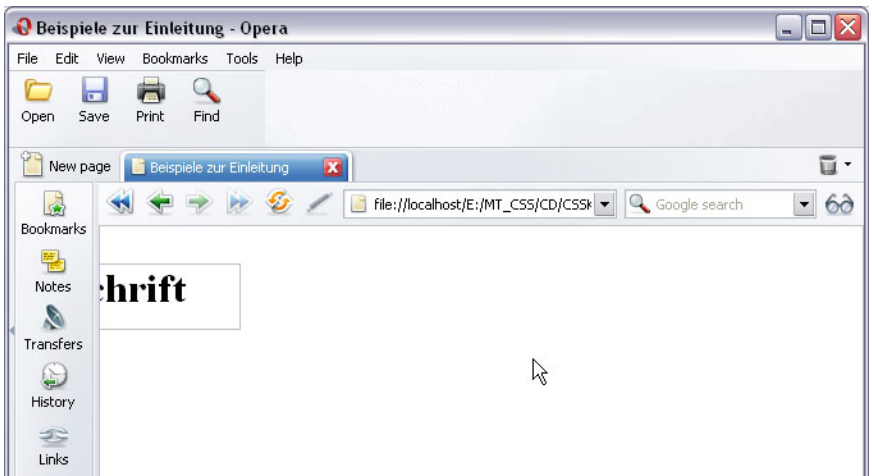 Beispiele zur Einleitung - Opera
File Edit View Bookmarks Tools Help
Open Save Print Find
New page Beispiele zur Einleitung
file://localhost/E:/MT_CSS/CD/CSSk Google search
Bookmarks
Notes
chrift
Transfers
History
Links